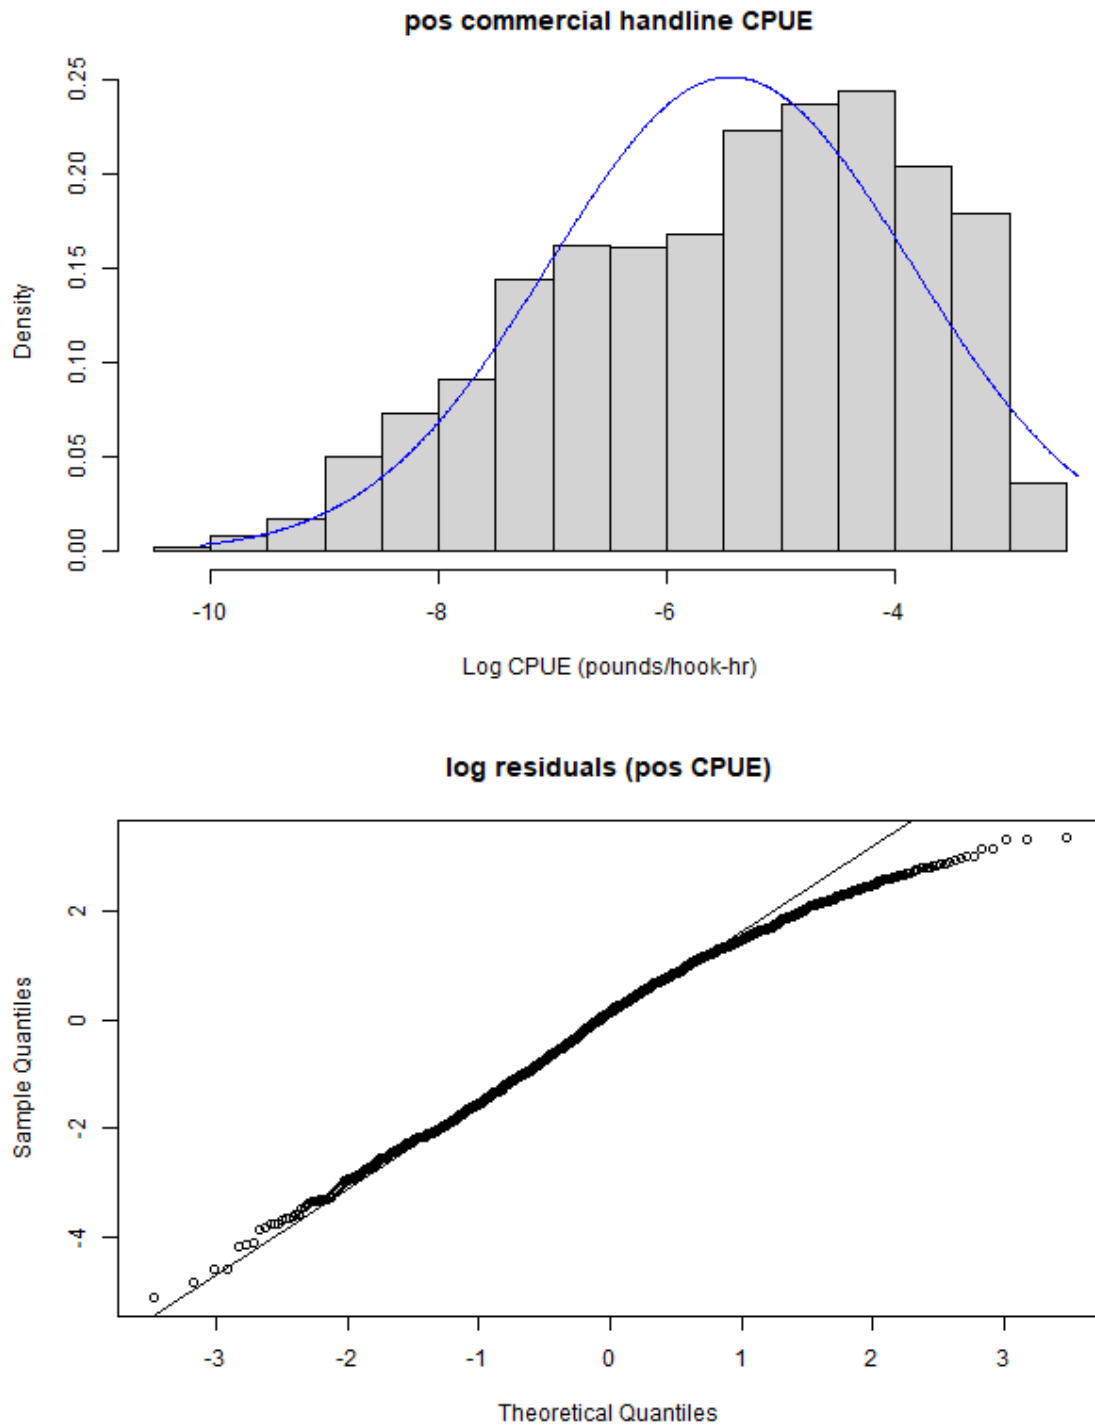 pos commercial handline CPUE
0.25
0.20
0.15
0.10
0.05
0.00
Density
-10 -8 -6 -4
Log CPUE (pounds/hook-hr)
log residuals (pos CPUE)
2
0
-2
-4
Sample Quantiles
-3 -2 -1 0 1 2 3
Theoretical Quantiles